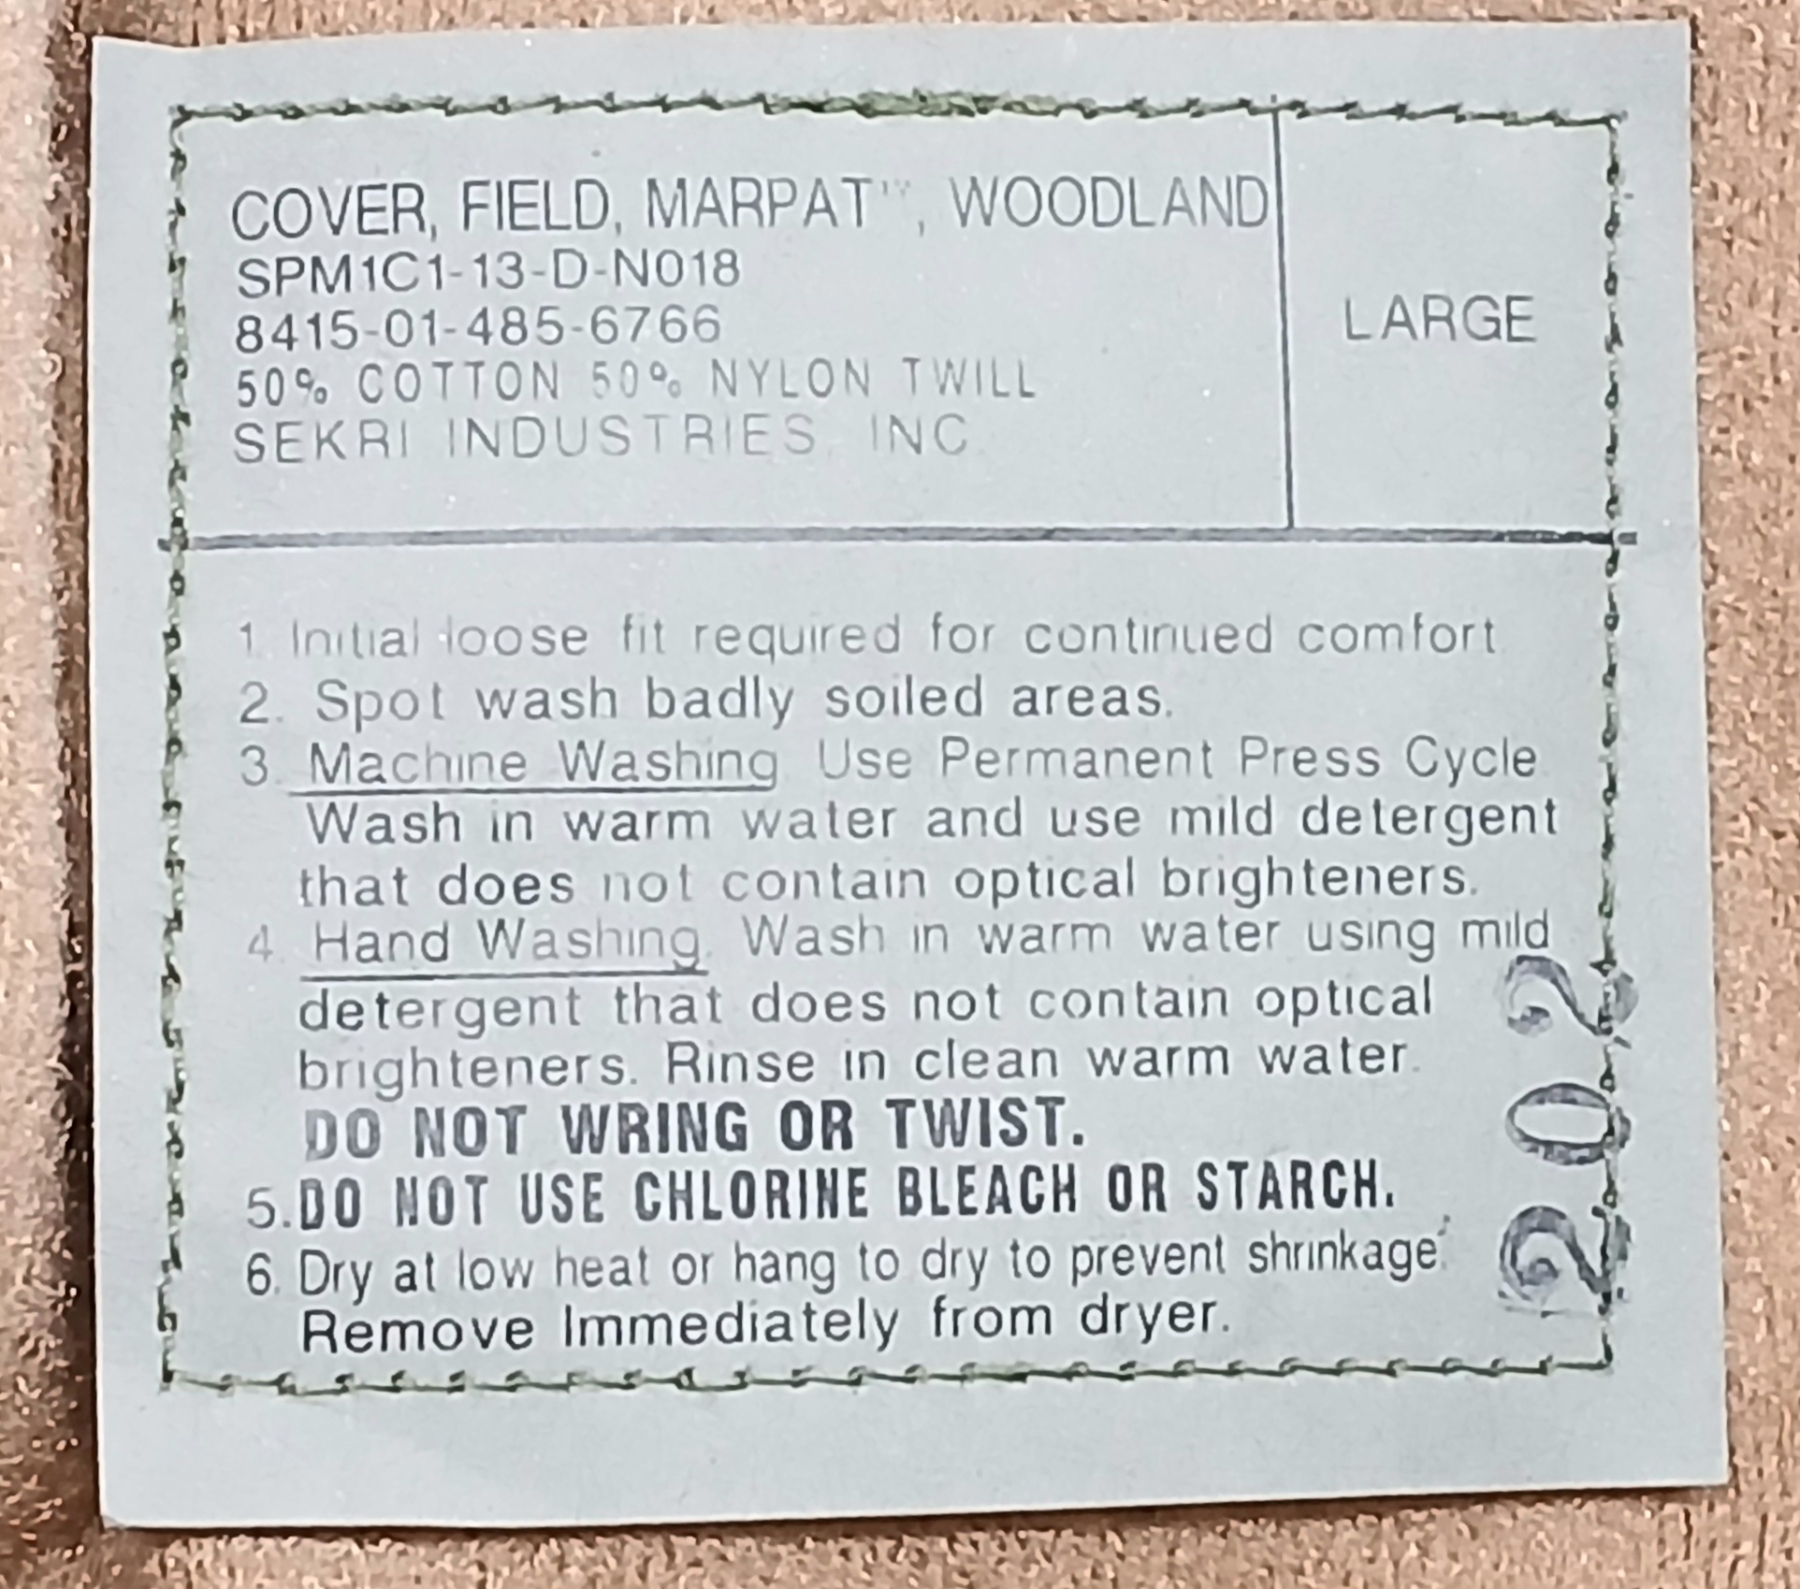 COVER, FIELD, MARPAT™, WOODLAND
SPM1C1-13-D-N018
8415-01-485-6766
50% COTTON 50% NYLON TWILL
SEKRI INDUSTRIES, INC.
LARGE
1. Initial loose fit required for continued comfort
2. Spot wash badly soiled areas.
3. Machine Washing. Use Permanent Press Cycle
Wash in warm water and use mild detergent
that does not contain optical brighteners.
4. Hand Washing. Wash in warm water using mild
detergent that does not contain optical
brighteners. Rinse in clean warm water.
DO NOT WRING OR TWIST.
5. DO NOT USE CHLORINE BLEACH OR STARCH.
6. Dry at low heat or hang to dry to prevent shrinkage.
Remove Immediately from dryer.
202